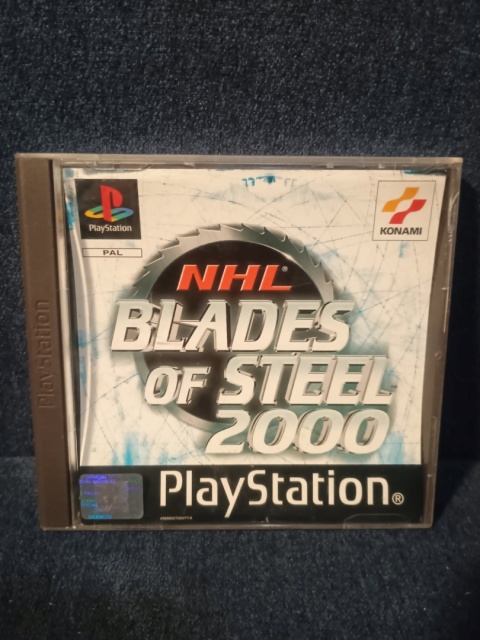 PlayStation
PAL
KONAMI
NHL®
BLADES
OF STEEL
2000
PlayStation®
PlayStation